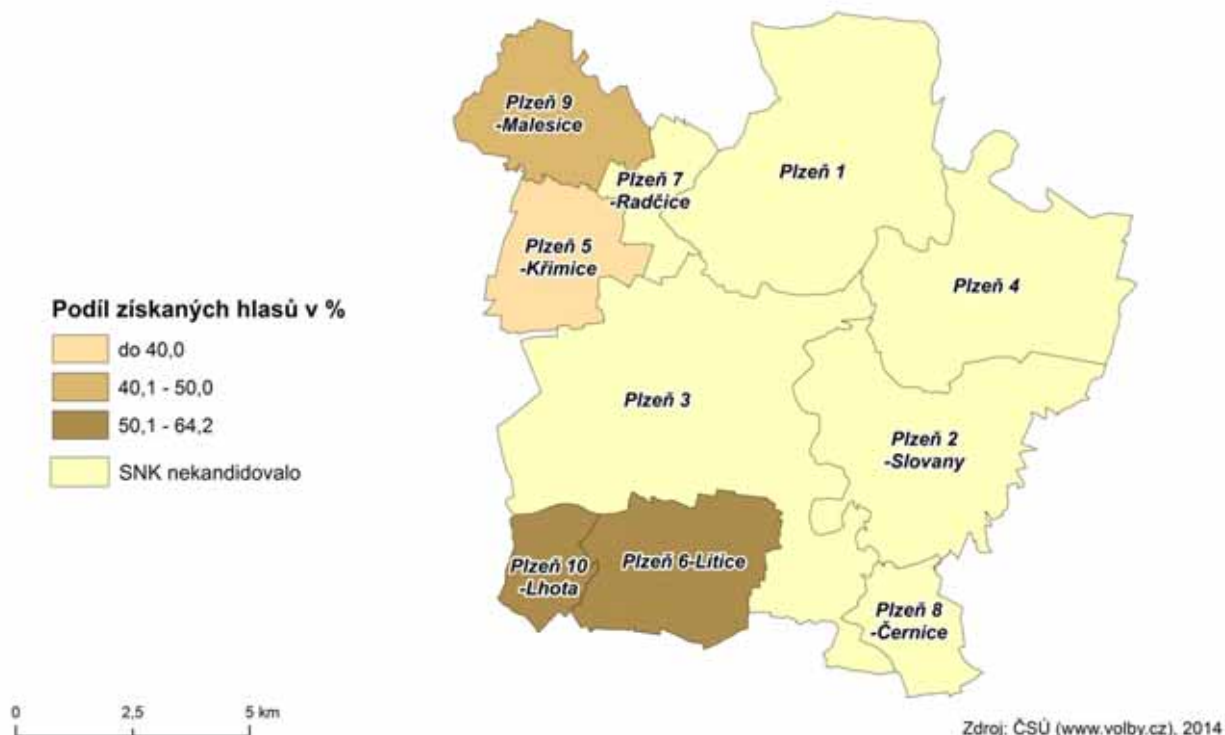 Plzeň 9
-Malesice
Plzeň 7
-Radčice
Plzeň 1
Plzeň 5
-Křimice
Plzeň 4
Podíl získaných hlasů v %
do 40,0
40,1 - 50,0
50,1 - 64,2
SNK nekandidovalo
Plzeň 3
Plzeň 2
-Slovany
Plzeň 10
-Lhota
Plzeň 6-Litice
Plzeň 8
-Černice
0 2,5 5 km
Zdroj: ČSÚ (www.volby.cz), 2014